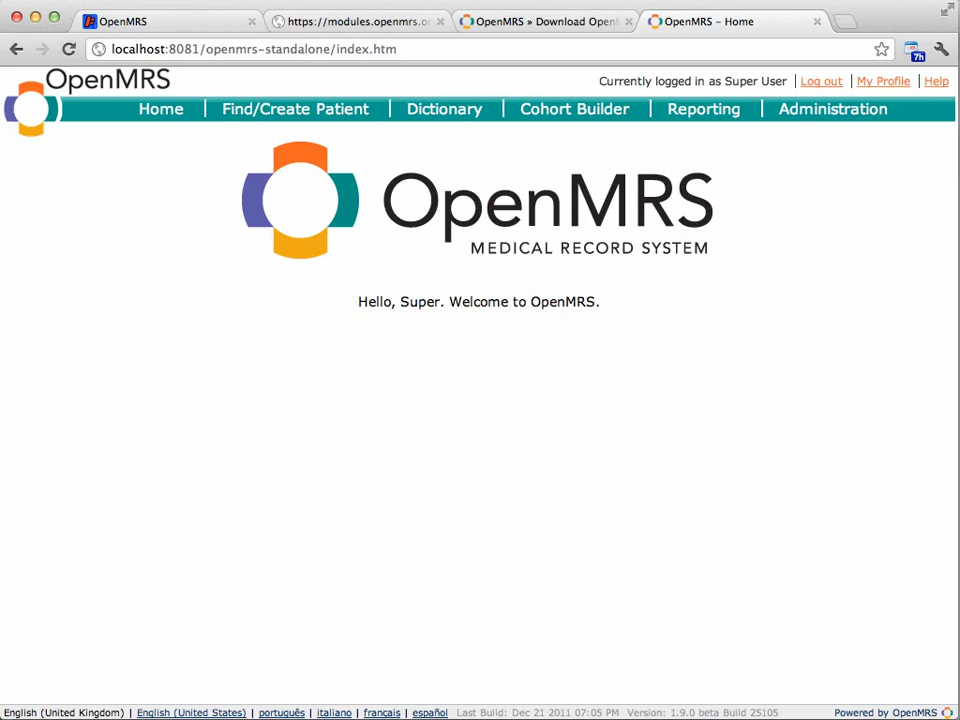 OpenMRS
https://modules.openmrs.or
OpenMRS » Download OpenM
OpenMRS - Home
localhost:8081/openmrs-standalone/index.htm
7h
OpenMRS
Currently logged in as Super User | Log out | My Profile | Help
Home | Find/Create Patient | Dictionary | Cohort Builder | Reporting | Administration
OpenMRS
MEDICAL RECORD SYSTEM
Hello, Super. Welcome to OpenMRS.
English (United Kingdom) | English (United States) | português | italiano | français | español Last Build: Dec 21 2011 07:05 PM Version: 1.9.0 beta Build 25105 Powered by OpenMRS